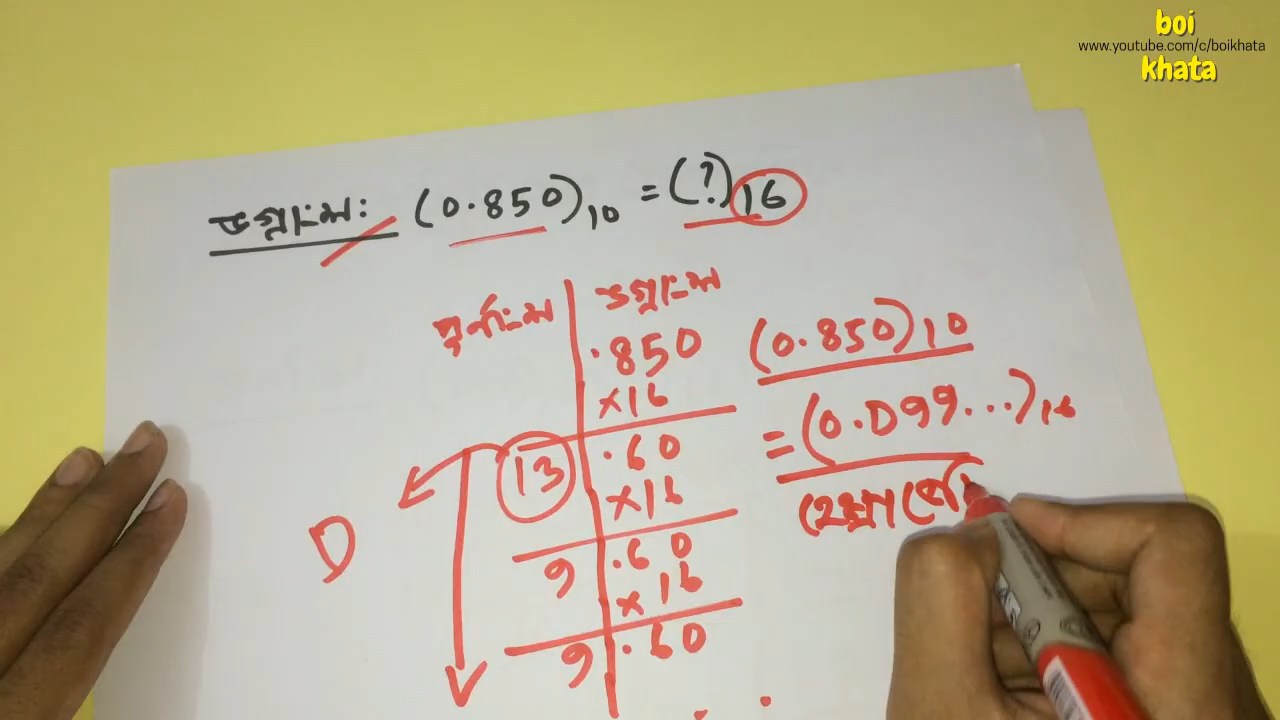 boi
www.youtube.com/c/boikhata
khata
ভগ্নাংশ: (0.850)10 = (?)16
পূর্নাংশ ভগ্নাংশ
.850
×16
13 .60
×16
9 .60
×16
9 .60
D
(0.850)10
= (0.D99...)16